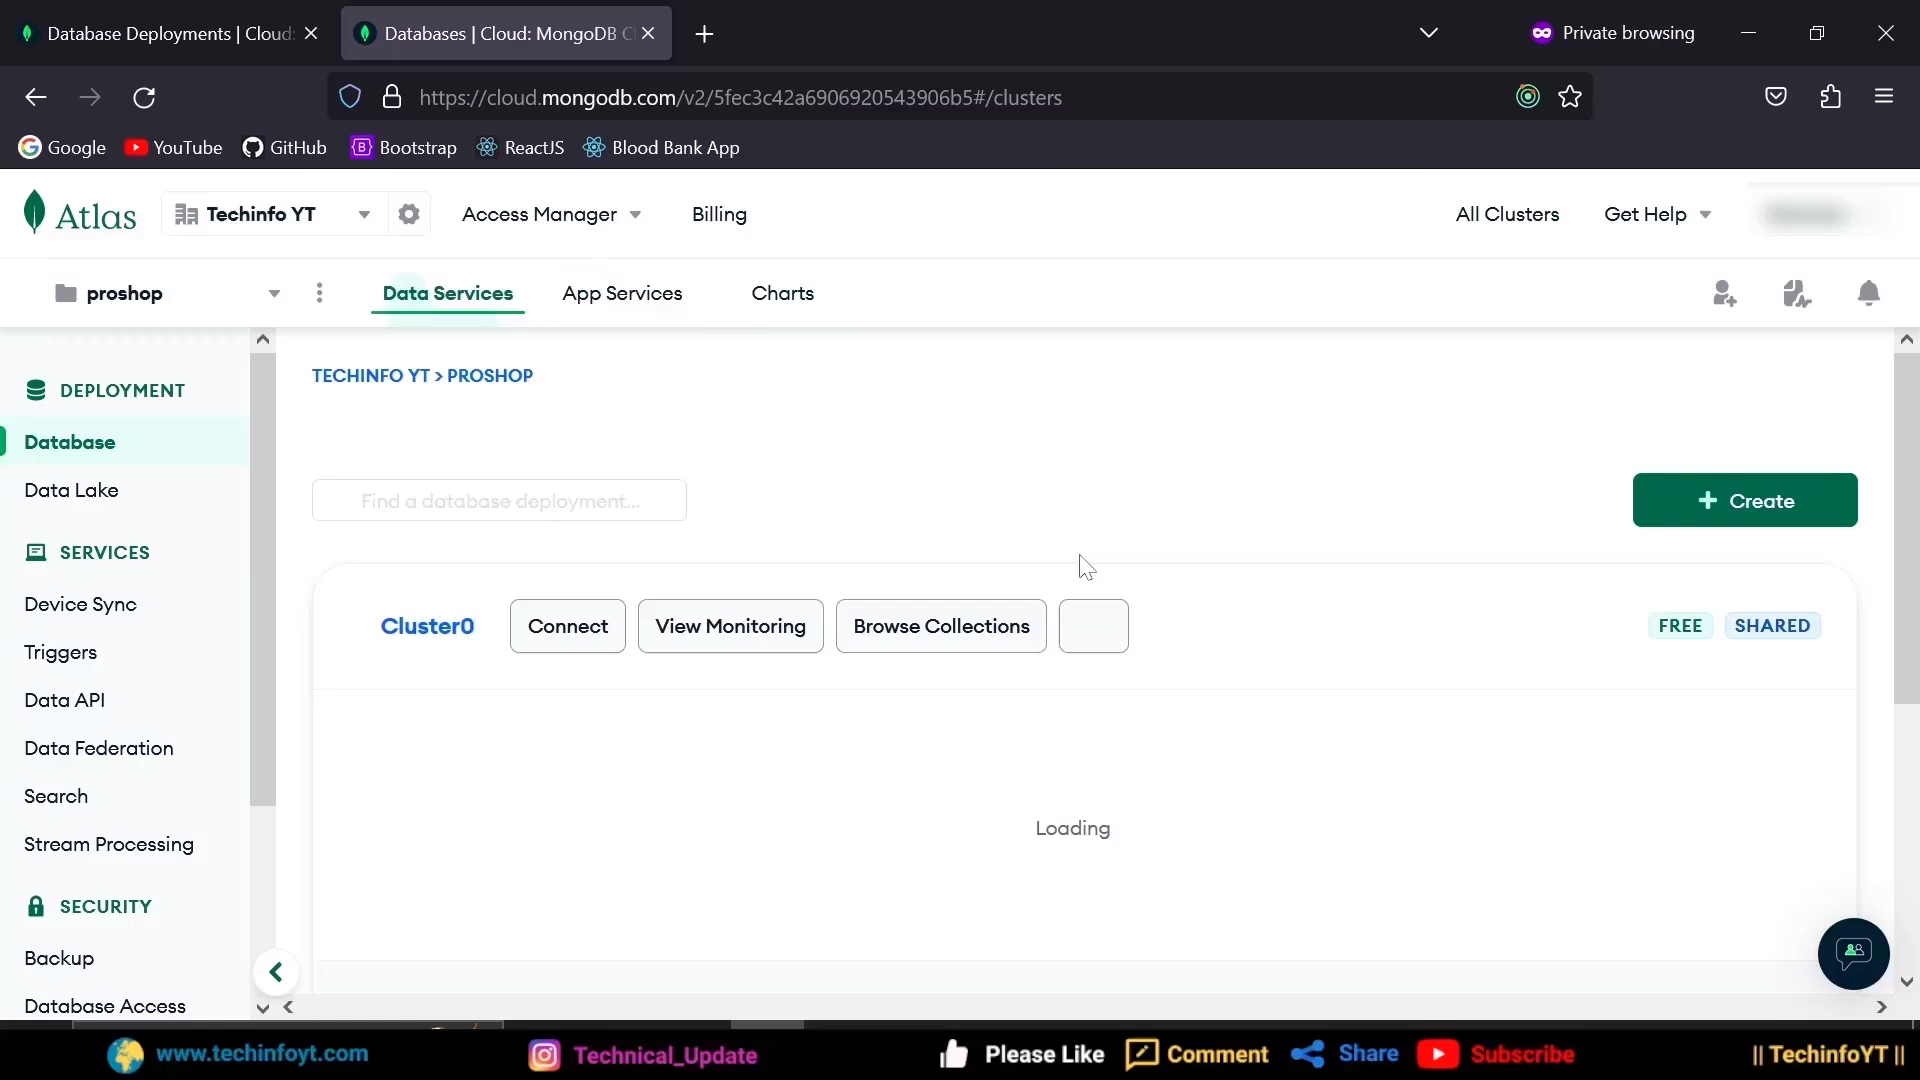 Database Deployments | Cloud:
Databases | Cloud: MongoDB C
Private browsing
https://cloud.mongodb.com/v2/5fec3c42a6906920543906b5#/clusters
Google
YouTube
GitHub
Bootstrap
ReactJS
Blood Bank App
Atlas
Techinfo YT
Access Manager
Billing
All Clusters
Get Help
proshop
Data Services
App Services
Charts
DEPLOYMENT
Database
Data Lake
SERVICES
Device Sync
Triggers
Data API
Data Federation
Search
Stream Processing
SECURITY
Backup
Database Access
TECHINFO YT > PROSHOP
Find a database deployment...
+ Create
Cluster0
Connect
View Monitoring
Browse Collections
FREE
SHARED
Loading
www.techinfoyt.com
Technical_Update
Please Like
Comment
Share
Subscribe
|| TechinfoYT ||